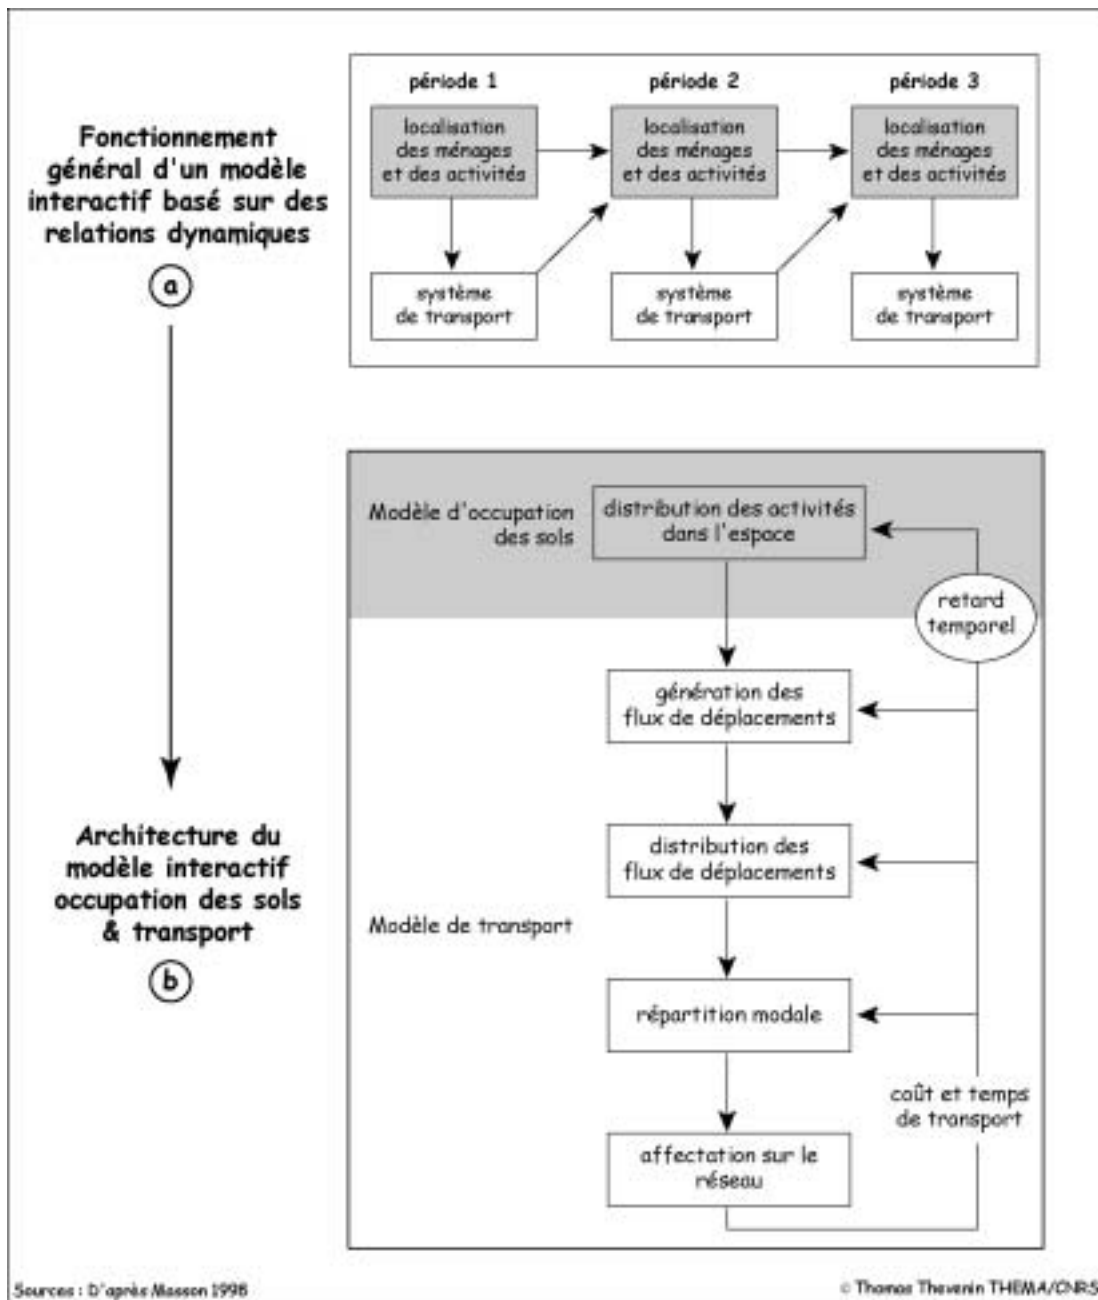 Fonctionnement
général d'un modèle
interactif basé sur des
relations dynamiques
a
période 1
période 2
période 3
localisation
des ménages
et des activités
localisation
des ménages
et des activités
localisation
des ménages
et des activités
système
de transport
système
de transport
système
de transport
Architecture du
modèle interactif
occupation des sols
& transport
b
Modèle d'occupation
des sols
distribution des activités
dans l'espace
retard
temporel
génération des
flux de déplacements
distribution des
flux de déplacements
Modèle de transport
répartition modale
coût et temps
de transport
affectation sur le
réseau
Sources : D'après Masson 1998
© Thomas Thevenin THEMA/CNRS